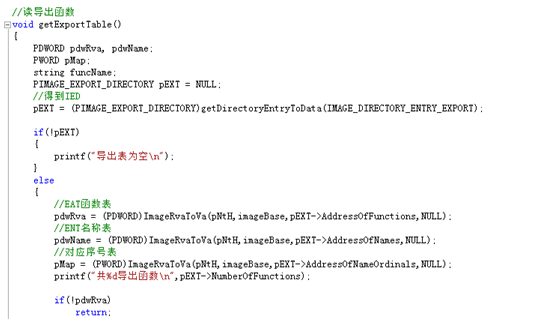 //读导出函数
void getExportTable()
{
PDWORD pdwRva, pdwName;
PWORD pMap;
string funcName;
PIMAGE_EXPORT_DIRECTORY pEXT = NULL;
//得到IED
pEXT = (PIMAGE_EXPORT_DIRECTORY)getDirectoryEntryToData(IMAGE_DIRECTORY_ENTRY_EXPORT);
if(!pEXT)
{
printf("导出表为空\n");
}
else
{
//EAT函数表
pdwRva = (PDWORD)ImageRvaToVa(pNtH,imageBase,pEXT->AddressOfFunctions,NULL);
//ENT名称表
pdwName = (PDWORD)ImageRvaToVa(pNtH,imageBase,pEXT->AddressOfNames,NULL);
//对应序号表
pMap = (PWORD)ImageRvaToVa(pNtH,imageBase,pEXT->AddressOfNameOrdinals,NULL);
printf("共%d导出函数\n",pEXT->NumberOfFunctions);
if(!pdwRva)
return;